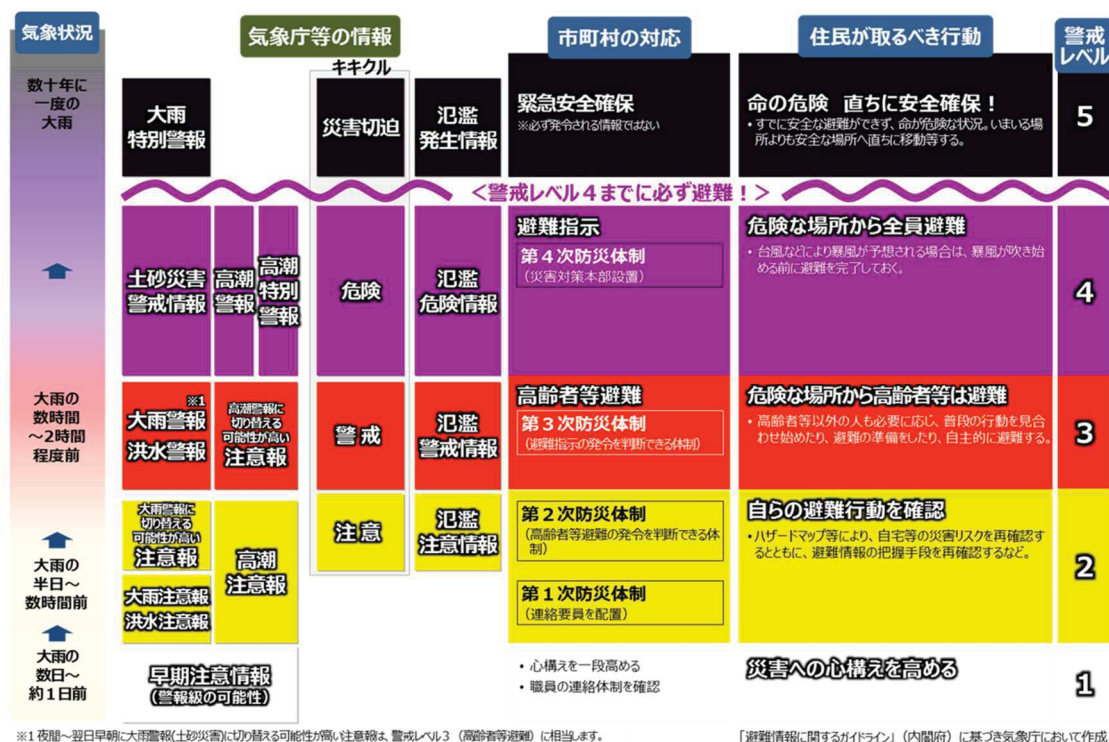 気象状況
気象庁等の情報
市町村の対応
住民が取るべき行動
警戒
レベル
キキクル
数十年に
一度の
大雨
大雨
特別警報
災害切迫
氾濫
発生情報
緊急安全確保
※必ず発令される情報ではない
命の危険 直ちに安全確保!
・すでに安全な避難ができず、命が危険な状況。いまいる場
所よりも安全な場所へ直ちに移動等する。
5
<警戒レベル4までに必ず避難!>
土砂災害
警戒情報
高潮
警報
高潮
特別
警報
危険
氾濫
危険情報
避難指示
第4次防災体制
(災害対策本部設置)
危険な場所から全員避難
・台風などにより暴風が予想される場合は、暴風が吹き始
める前に避難を完了しておく。
4
大雨の
数時間
~2時間
程度前
※1
大雨警報
洪水警報
高潮警報に
切り替える
可能性が高い
注意報
警戒
氾濫
警戒情報
高齢者等避難
第3次防災体制
(避難指示の発令を判断できる体制)
危険な場所から高齢者等は避難
・高齢者等以外の人も必要に応じ、普段の行動を見合
わせ始めたり、避難の準備をしたり、自主的に避難する。
3
大雨の
半日~
数時間前
大雨警報に
切り替える
可能性が高い
注意報
大雨注意報
洪水注意報
高潮
注意報
注意
氾濫
注意情報
第2次防災体制
(高齢者等避難の発令を判断できる体
制)
第1次防災体制
(連絡要員を配置)
自らの避難行動を確認
・ハザードマップ等により、自宅等の災害リスクを再確認す
るとともに、避難情報の把握手段を再確認するなど。
2
大雨の
数日~
約1日前
早期注意情報
(警報級の可能性)
・心構えを一段高める
・職員の連絡体制を確認
災害への心構えを高める
1
※1 夜間~翌日早朝に大雨警報(土砂災害)に切り替える可能性が高い注意報は、警戒レベル3(高齢者等避難)に相当します。
「避難情報に関するガイドライン」(内閣府)に基づき気象庁において作成